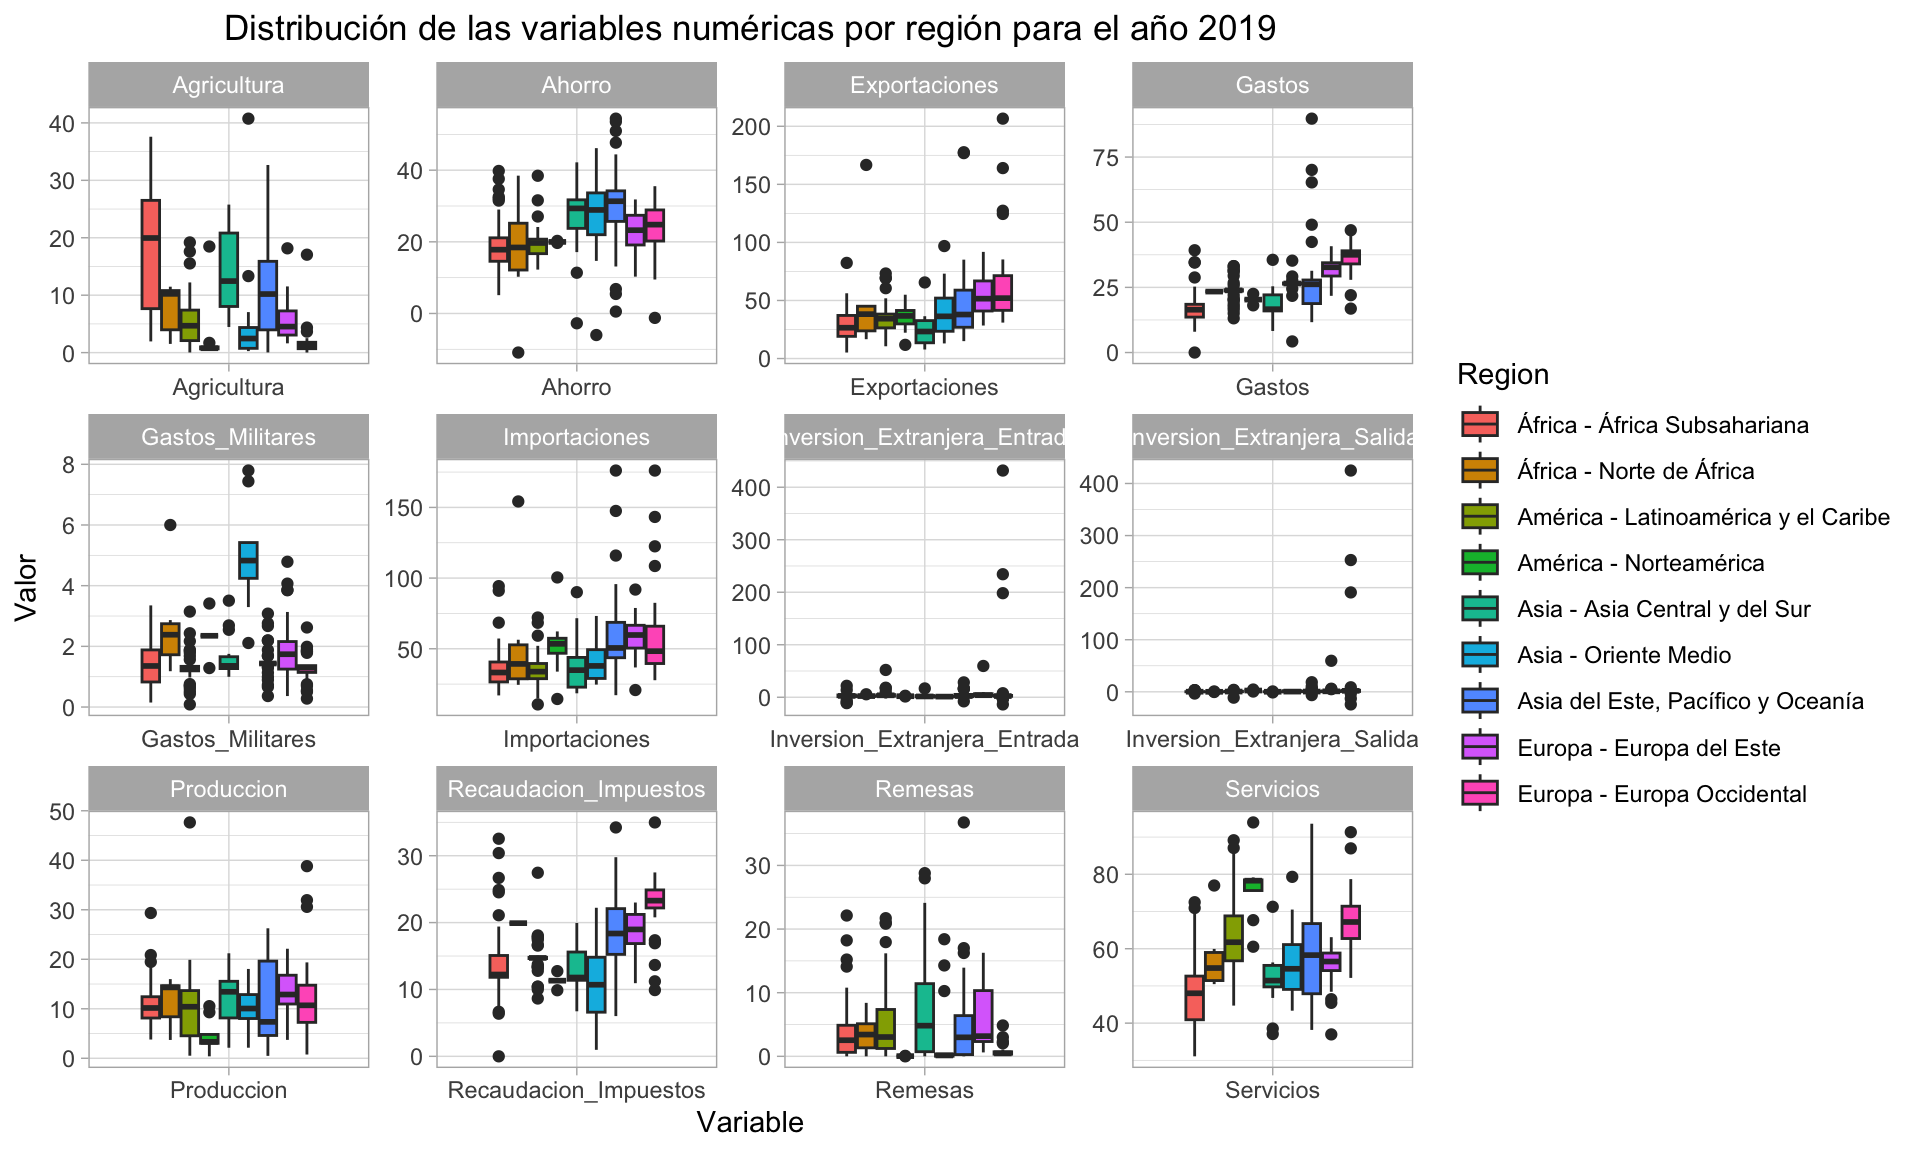 Distribución de las variables numéricas por región para el año 2019
Agricultura
Ahorro
Exportaciones
Gastos
40
30
20
10
0
40
20
0
200
150
100
50
0
75
50
25
0
Agricultura
Ahorro
Exportaciones
Gastos
Gastos_Militares
Importaciones
nversion_Extranjera_Entrad
nversion_Extranjera_Salida
8
6
4
2
0
150
100
50
400
300
200
100
0
400
300
200
100
0
Gastos_Militares
Importaciones
Inversion_Extranjera_Entrada
Inversion_Extranjera_Salida
Produccion
Recaudacion_Impuestos
Remesas
Servicios
50
40
30
20
10
0
30
20
10
0
30
20
10
0
80
60
40
Produccion
Recaudacion_Impuestos
Remesas
Servicios
Valor
Variable
Region
África - África Subsahariana
África - Norte de África
América - Latinoamérica y el Caribe
América - Norteamérica
Asia - Asia Central y del Sur
Asia - Oriente Medio
Asia del Este, Pacífico y Oceanía
Europa - Europa del Este
Europa - Europa Occidental